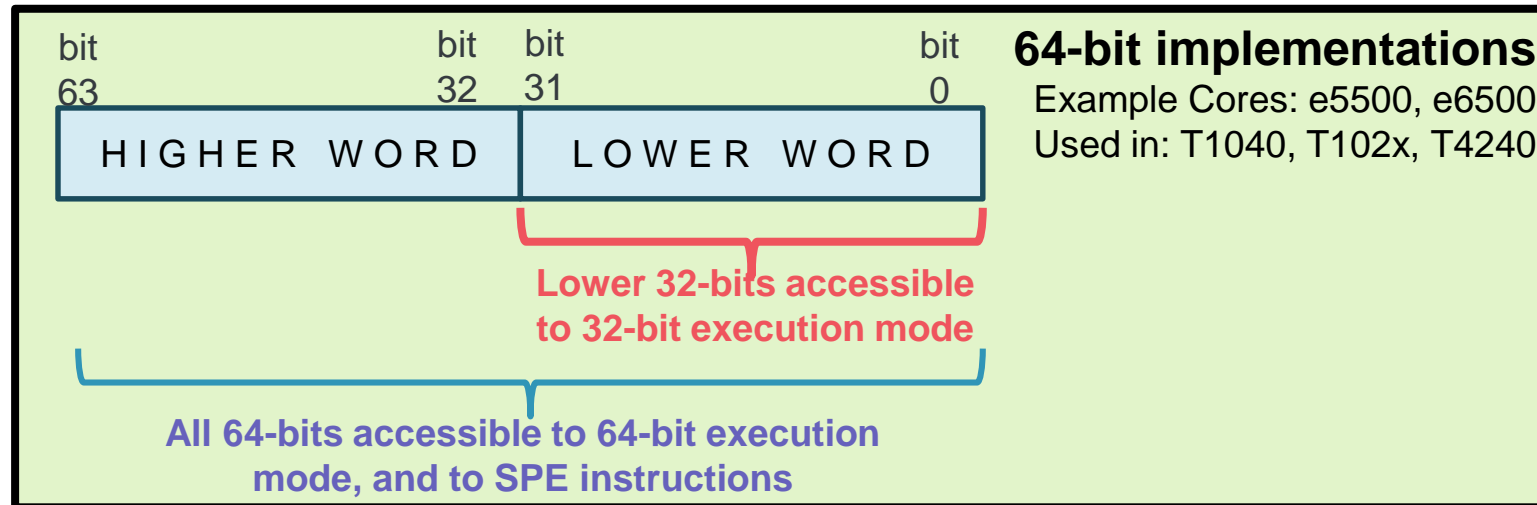 bit bit bit bit
63 32 31 0
HIGHER WORD LOWER WORD
64-bit implementations
Example Cores: e5500, e6500
Used in: T1040, T102x, T4240
Lower 32-bits accessible
to 32-bit execution mode
All 64-bits accessible to 64-bit execution
mode, and to SPE instructions